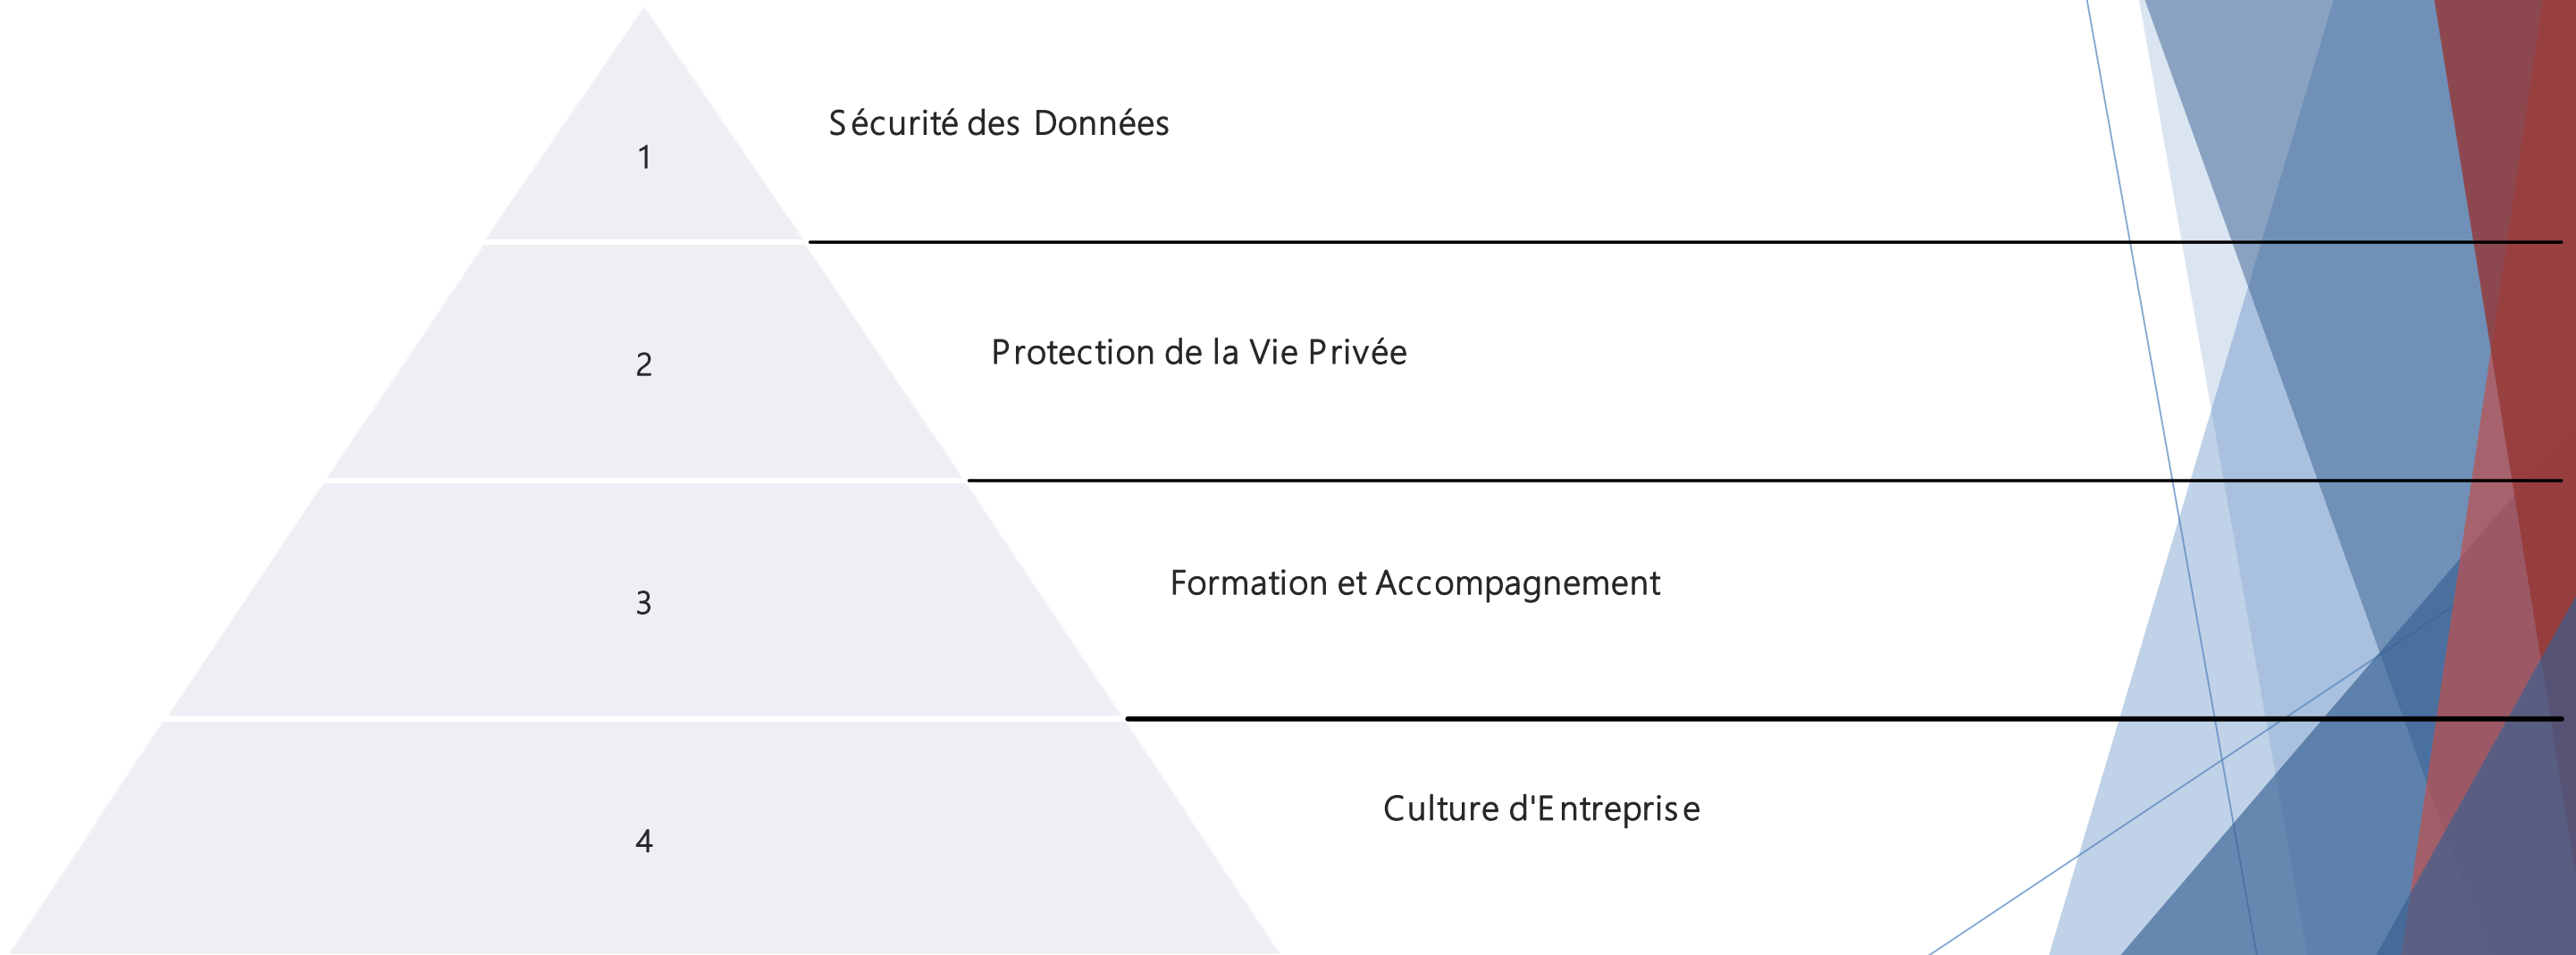 Sécurité des Données
1
Protection de la Vie Privée
2
Formation et Accompagnement
3
Culture d'Entreprise
4